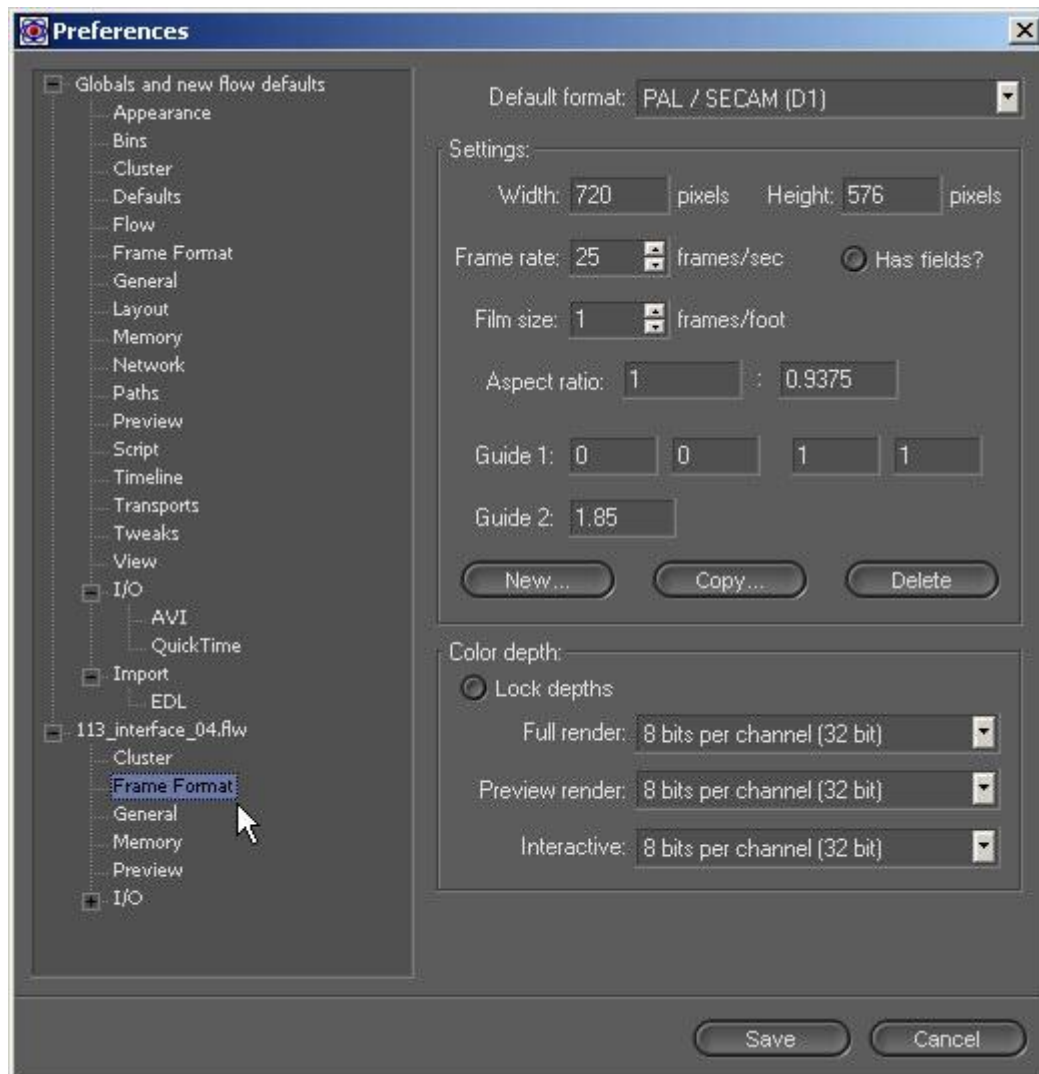 Preferences
Globals and new flow defaults
Appearance
Bins
Cluster
Defaults
Flow
Frame Format
General
Layout
Memory
Network
Paths
Preview
Script
Timeline
Transports
Tweaks
View
I/O
AVI
QuickTime
Import
EDL
113_interface_04.flw
Cluster
Frame Format
General
Memory
Preview
I/O
Default format: PAL / SECAM (D1)
Settings:
Width: 720 pixels Height: 576 pixels
Frame rate: 25 frames/sec Has fields?
Film size: 1 frames/foot
Aspect ratio: 1 : 0.9375
Guide 1: 0 0 1 1
Guide 2: 1.85
New... Copy... Delete
Color depth:
Lock depths
Full render: 8 bits per channel (32 bit)
Preview render: 8 bits per channel (32 bit)
Interactive: 8 bits per channel (32 bit)
Save Cancel